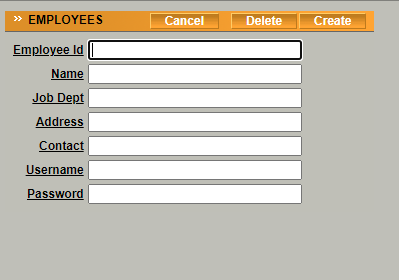 » EMPLOYEES Cancel Delete Create
Employee Id
Name
Job Dept
Address
Contact
Username
Password